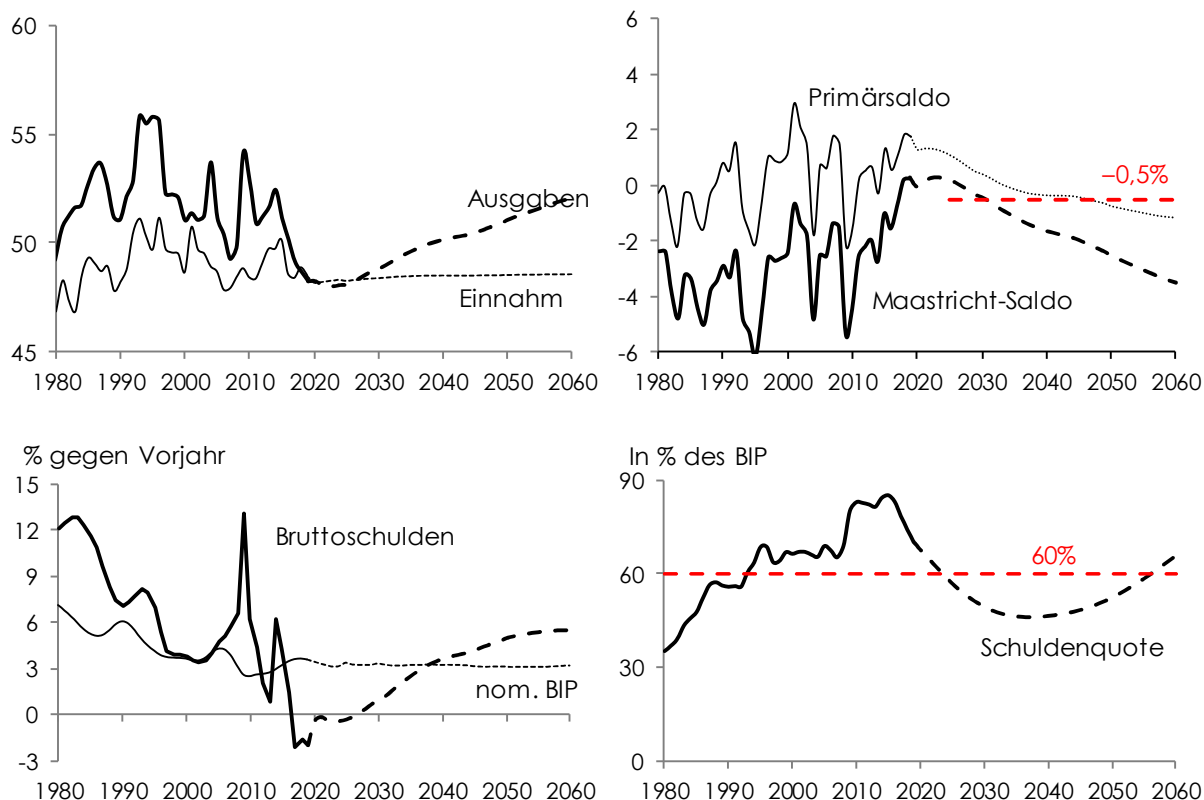 60
55
50
45
Ausgaben
Einnahm
1980 1990 2000 2010 2020 2030 2040 2050 2060
6
4
2
0
-2
-4
-6
Primärsaldo
–0,5%
Maastricht-Saldo
1980 1990 2000 2010 2020 2030 2040 2050 2060
% gegen Vorjahr
15
12
9
6
3
0
-3
Bruttoschulden
nom. BIP
1980 1990 2000 2010 2020 2030 2040 2050 2060
In % des BIP
90
60
30
0
60%
Schuldenquote
1980 1990 2000 2010 2020 2030 2040 2050 2060